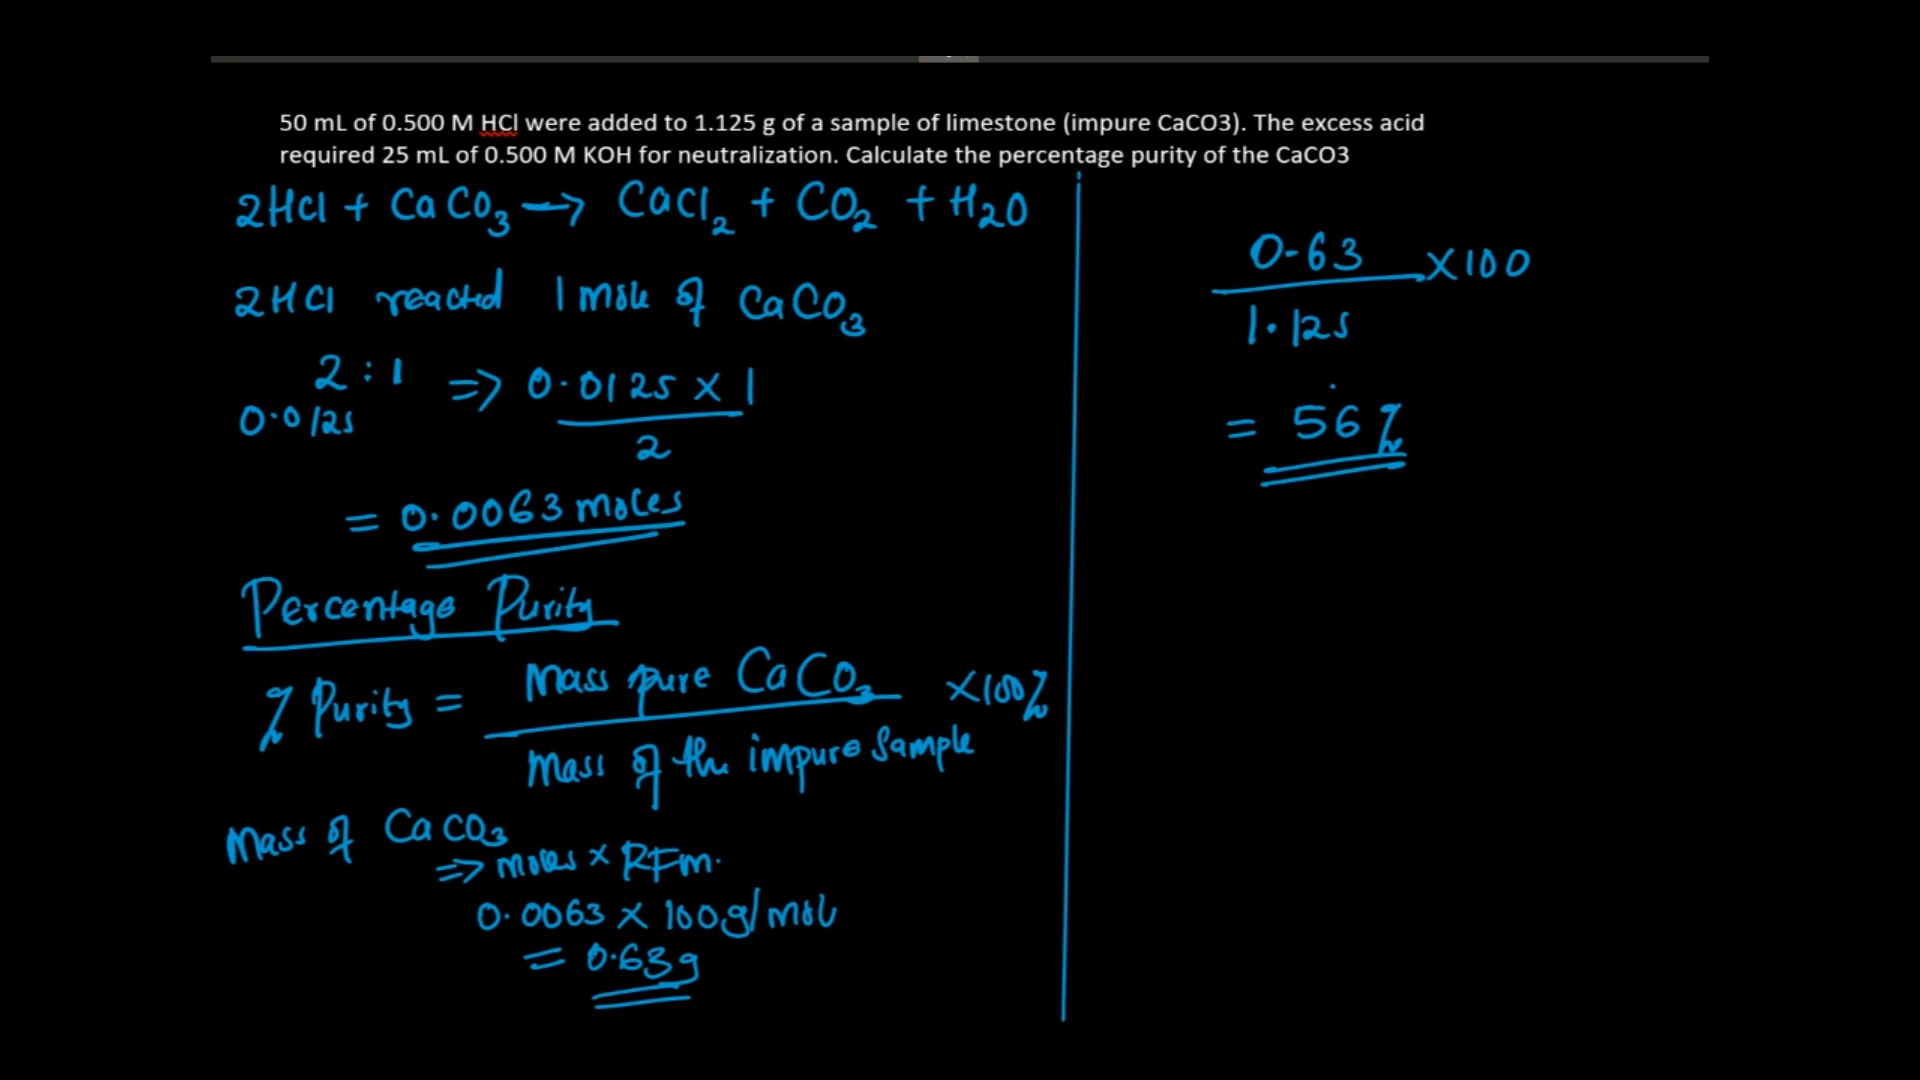 50 mL of 0.500 M HCl were added to 1.125 g of a sample of limestone (impure CaCO3). The excess acid
required 25 mL of 0.500 M KOH for neutralization. Calculate the percentage purity of the CaCO3
2HCl + CaCO₃ → CaCl₂ + CO₂ + H₂O
2HCl reacted 1 mole of CaCO₃
2 : 1 => 0.0125 x 1
0.0125
2
= 0.0063 moles
Percentage Purity
% Purity = Mass pure CaCO₃ x100%
Mass of the impure Sample
Mass of CaCO₃
=> moles x RFm.
0.0063 x 100g/mol
= 0.63g
0.63 x100
1.125
= 56%